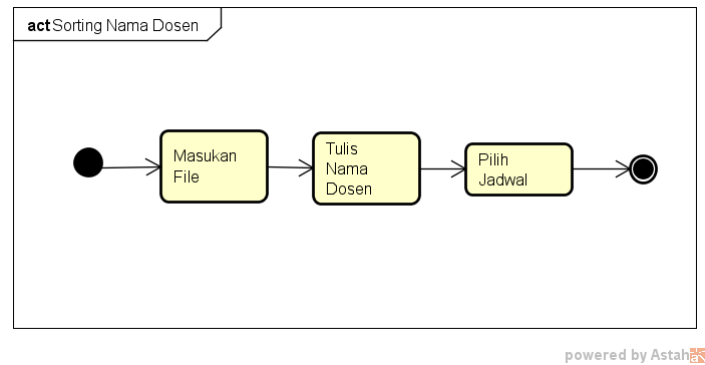 act Sorting Nama Dosen
Masukan
File
Tulis
Nama
Dosen
Pilih
Jadwal
powered by Astah